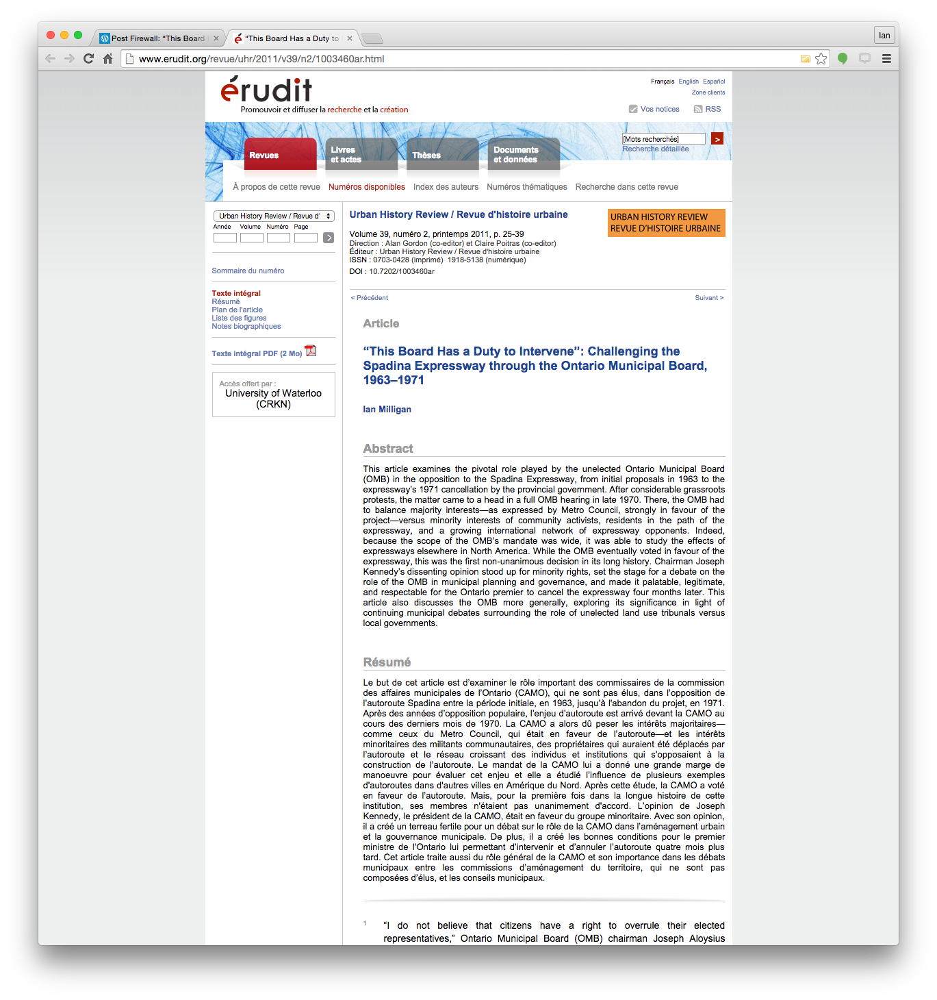 Post Firewall: “This Board
“This Board Has a Duty to
Ian
www.erudit.org/revue/uhr/2011/v39/n2/1003460ar.html
érudit
Promouvoir et diffuser la recherche et la création
Français English Español
Zone clients
Vos notices RSS
Revues
Livres
et actes
Thèses
Documents
et données
[Mots recherchés]
>
Recherche détaillée
À propos de cette revue Numéros disponibles Index des auteurs Numéros thématiques Recherche dans cette revue
Urban History Review / Revue d'
Année Volume Numéro Page
Sommaire du numéro
Texte intégral
Résumé
Plan de l'article
Liste des figures
Notes biographiques
Texte intégral PDF (2 Mo)
Accès offert par :
University of Waterloo
(CRKN)
Urban History Review / Revue d'histoire urbaine
Volume 39, numéro 2, printemps 2011, p. 25-39
Direction : Alan Gordon (co-editor) et Claire Poitras (co-editor)
Éditeur : Urban History Review / Revue d'histoire urbaine
ISSN : 0703-0428 (imprimé) 1918-5138 (numérique)
DOI : 10.7202/1003460ar
URBAN HISTORY REVIEW
REVUE D'HISTOIRE URBAINE
< Précédent Suivant >
Article
“This Board Has a Duty to Intervene”: Challenging the
Spadina Expressway through the Ontario Municipal Board,
1963–1971
Ian Milligan
Abstract
This article examines the pivotal role played by the unelected Ontario Municipal Board
(OMB) in the opposition to the Spadina Expressway, from initial proposals in 1963 to the
expressway’s 1971 cancellation by the provincial government. After considerable grassroots
protests, the matter came to a head in a full OMB hearing in late 1970. There, the OMB had
to balance majority interests—as expressed by Metro Council, strongly in favour of the
project—versus minority interests of community activists, residents in the path of the
expressway, and a growing international network of expressway opponents. Indeed,
because the scope of the OMB’s mandate was wide, it was able to study the effects of
expressways elsewhere in North America. While the OMB eventually voted in favour of the
expressway, this was the first non-unanimous decision in its long history. Chairman Joseph
Kennedy’s dissenting opinion stood up for minority rights, set the stage for a debate on the
role of the OMB in municipal planning and governance, and made it palatable, legitimate,
and respectable for the Ontario premier to cancel the expressway four months later. This
article also discusses the OMB more generally, exploring its significance in light of
continuing municipal debates surrounding the role of unelected land use tribunals versus
local governments.
Résumé
Le but de cet article est d’examiner le rôle important des commissaires de la commission
des affaires municipales de l’Ontario (CAMO), qui ne sont pas élus, dans l’opposition de
l’autoroute Spadina entre la période initiale, en 1963, jusqu’à l'abandon du projet, en 1971.
Après des années d’opposition populaire, l’enjeu d’autoroute est arrivé devant la CAMO au
cours des derniers mois de 1970. La CAMO a alors dû peser les intérêts majoritaires—
comme ceux du Metro Council, qui était en faveur de l’autoroute—et les intérêts
minoritaires des militants communautaires, des propriétaires qui auraient été déplacés par
l’autoroute et le réseau croissant des individus et institutions qui s’opposaient à la
construction de l’autoroute. Le mandat de la CAMO lui a donné une grande marge de
manoeuvre pour évaluer cet enjeu et elle a étudié l’influence de plusieurs exemples
d'autoroutes dans d'autres villes en Amérique du Nord. Après cette étude, la CAMO a voté
en faveur de l’autoroute. Mais, pour la première fois dans la longue histoire de cette
institution, ses membres n'étaient pas unanimement d'accord. L’opinion de Joseph
Kennedy, le président de la CAMO, était en faveur du groupe minoritaire. Avec son opinion,
il a créé un terreau fertile pour un débat sur le rôle de la CAMO dans l’aménagement urbain
et la gouvernance municipale. De plus, il a créé les bonnes conditions pour le premier
ministre de l’Ontario lui permettant d’intervenir et d’annuler l’autoroute quatre mois plus
tard. Cet article traite aussi du rôle général de la CAMO et son importance dans les débats
municipaux entre les commissions d’aménagement du territoire, qui ne sont pas
composées d’élus, et les conseils municipaux.
1 “I do not believe that citizens have a right to overrule their elected
representatives,” Ontario Municipal Board (OMB) chairman Joseph Aloysius